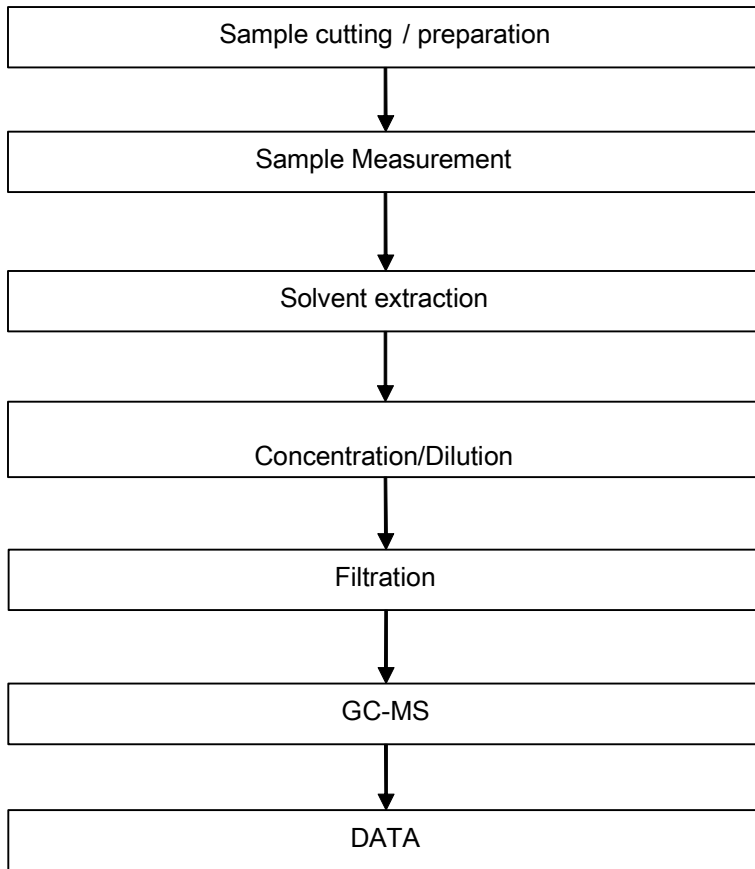 Sample cutting / preparation
Sample Measurement
Solvent extraction
Concentration/Dilution
Filtration
GC-MS
DATA